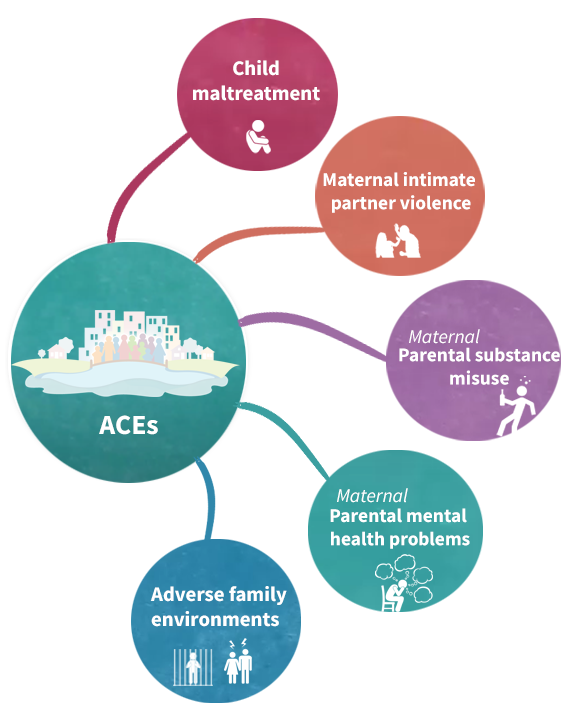 Child
maltreatment
Maternal intimate
partner violence
Maternal
Parental substance
misuse
ACEs
Maternal
Parental mental
health problems
Adverse family
environments